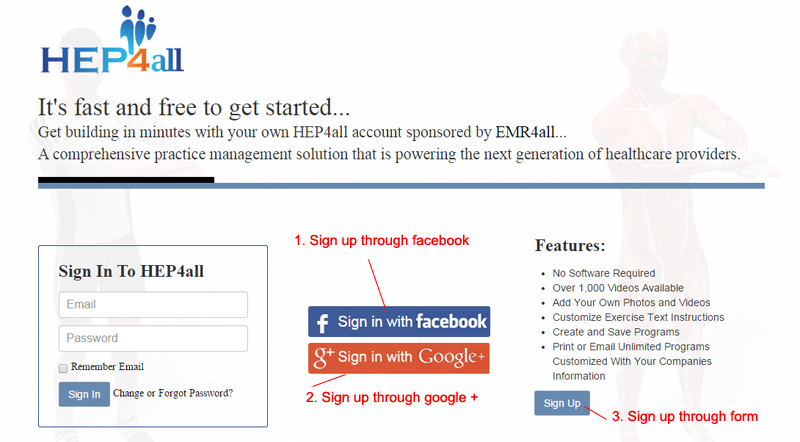 HEP4all
It's fast and free to get started...
Get building in minutes with your own HEP4all account sponsored by EMR4all...
A comprehensive practice management solution that is powering the next generation of healthcare providers.
Sign In To HEP4all
Email
Password
Remember Email
Sign In
Change or Forgot Password?
1. Sign up through facebook
f Sign in with facebook
g+ Sign in with Google+
2. Sign up through google +
Features:
No Software Required
Over 1,000 Videos Available
Add Your Own Photos and Videos
Customize Exercise Text Instructions
Create and Save Programs
Print or Email Unlimited Programs
Customized With Your Companies
Information
Sign Up
3. Sign up through form